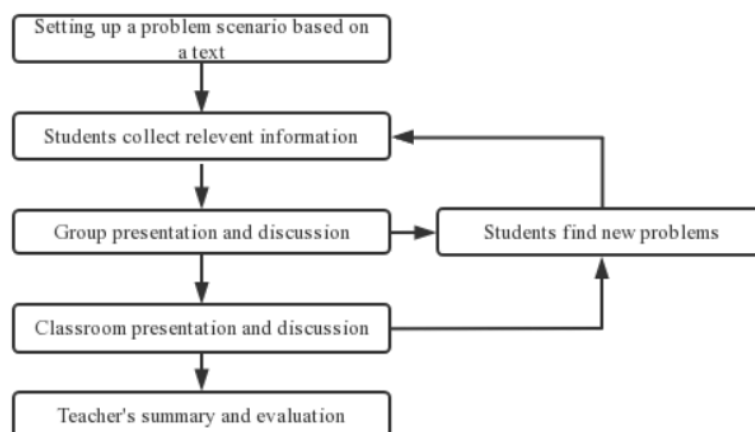 Setting up a problem scenario based on
a text
Students collect relevent information
Group presentation and discussion
Students find new problems
Classroom presentation and discussion
Teacher's summary and evaluation